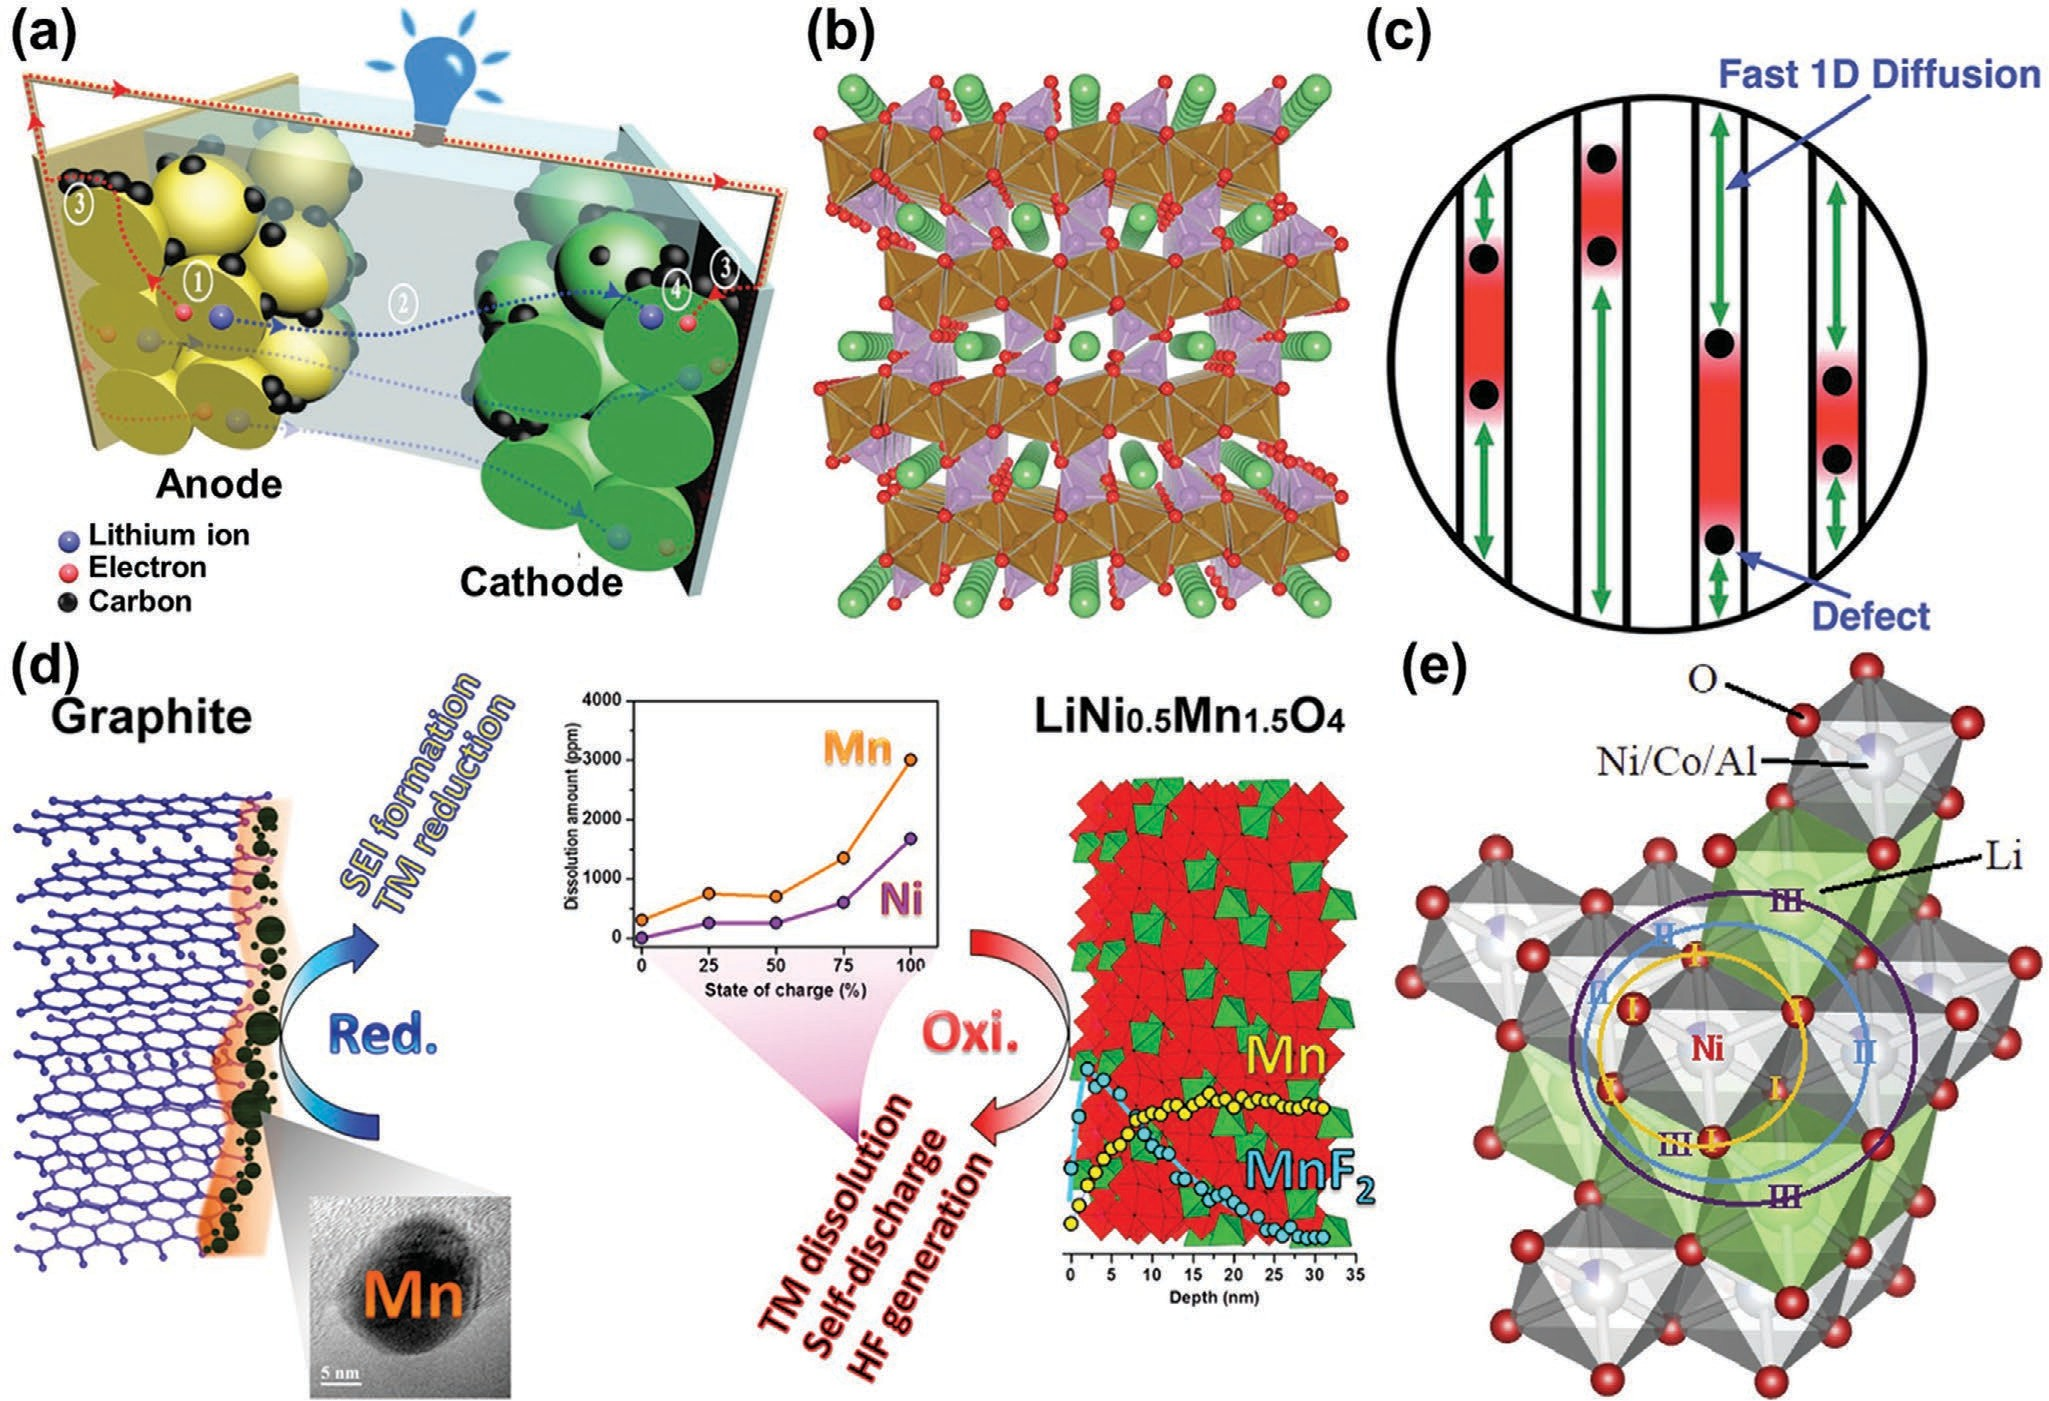 (a)
3
1
2
4
3
Anode
Cathode
Lithium ion
Electron
Carbon
(b)
(c)
Fast 1D Diffusion
Defect
(d)
Graphite
SEI formation
TM reduction
Red.
Mn
5 nm
4000
3000
2000
1000
0
0 25 50 75 100
Dissolution amount (ppm)
State of charge (%)
Mn
Ni
LiNi0.5Mn1.5O4
Oxi.
TM dissolution
Self-discharge
HF generation
Mn
MnF2
0 5 10 15 20 25 30 35
Depth (nm)
(e)
O
Ni/Co/Al
Li
III
II
I
II
I
I
Ni
II
I
I
III
I
III